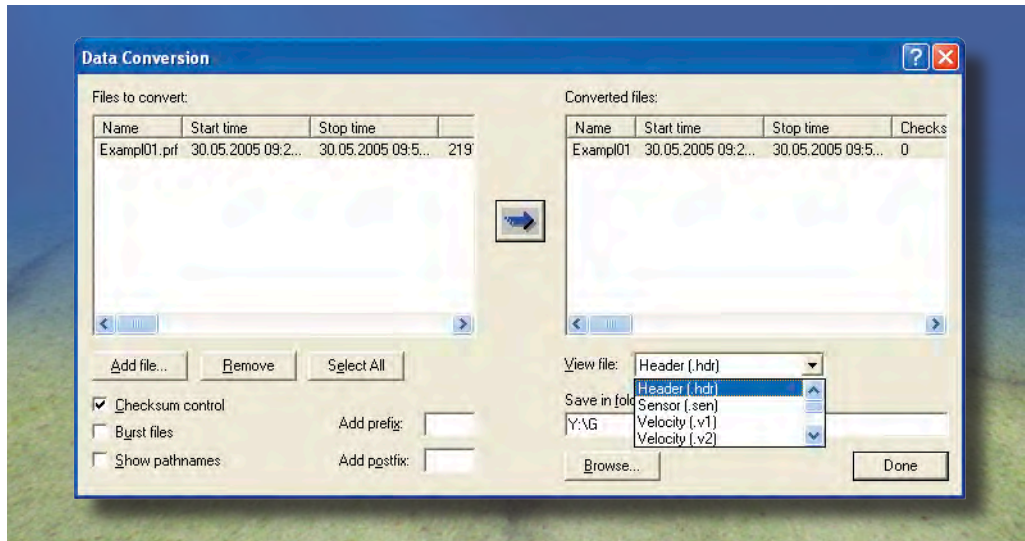 Data Conversion
Files to convert:
Name Start time Stop time
Exampl01.prf 30.05.2005 09:2... 30.05.2005 09:5... 219
Converted files:
Name Start time Stop time Checks
Exampl01 30.05.2005 09:2... 30.05.2005 09:5... 0
Add file... Remove Select All
Checksum control
Burst files
Show pathnames
Add prefix:
Add postfix:
View file: Header (.hdr)
Header (.hdr)
Sensor (.sen)
Velocity (.v1)
Velocity (.v2)
Save in fold
Y:\G
Browse... Done